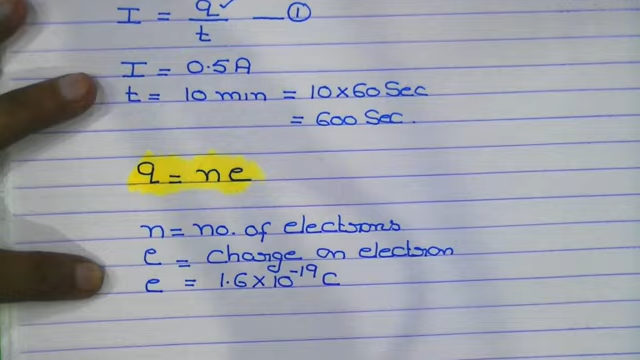 I = q/t — ①
I = 0.5A
t = 10 min = 10×60 Sec
= 600 Sec.
q = ne
n = no. of electrons
e = charge on electron
e = 1.6×10⁻¹⁹ C